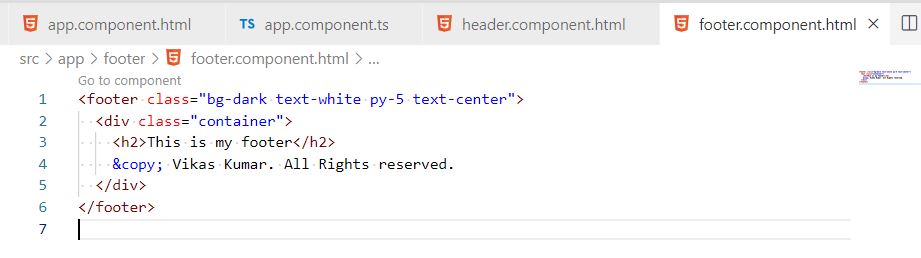 app.component.html TS app.component.ts header.component.html footer.component.html
src > app > footer > footer.component.html > ...
Go to component
1 <footer class="bg-dark text-white py-5 text-center">
2 <div class="container">
3 <h2>This is my footer</h2>
4 &copy; Vikas Kumar. All Rights reserved.
5 </div>
6 </footer>
7